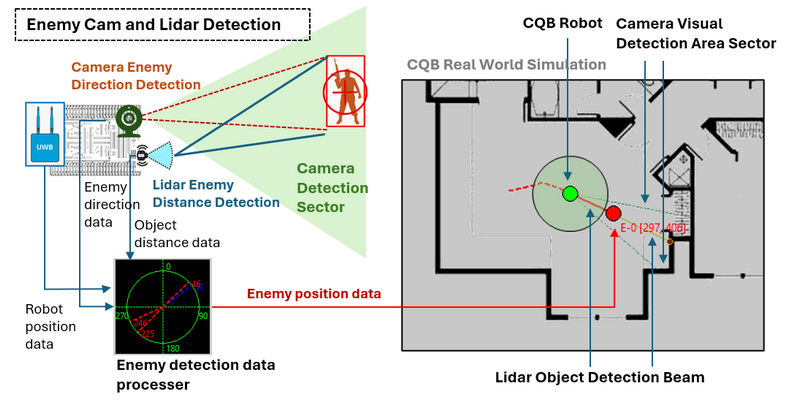 Enemy Cam and Lidar Detection
Camera Enemy
Direction Detection
UWB
Lidar Enemy
Distance Detection
Camera
Detection
Sector
Enemy
direction
data
Object
distance data
Robot
position
data
0
46
270
90
246
225
180
Enemy detection data
processer
Enemy position data
CQB Robot
Camera Visual
Detection Area Sector
CQB Real World Simulation
E-0 [297, 406]
Lidar Object Detection Beam